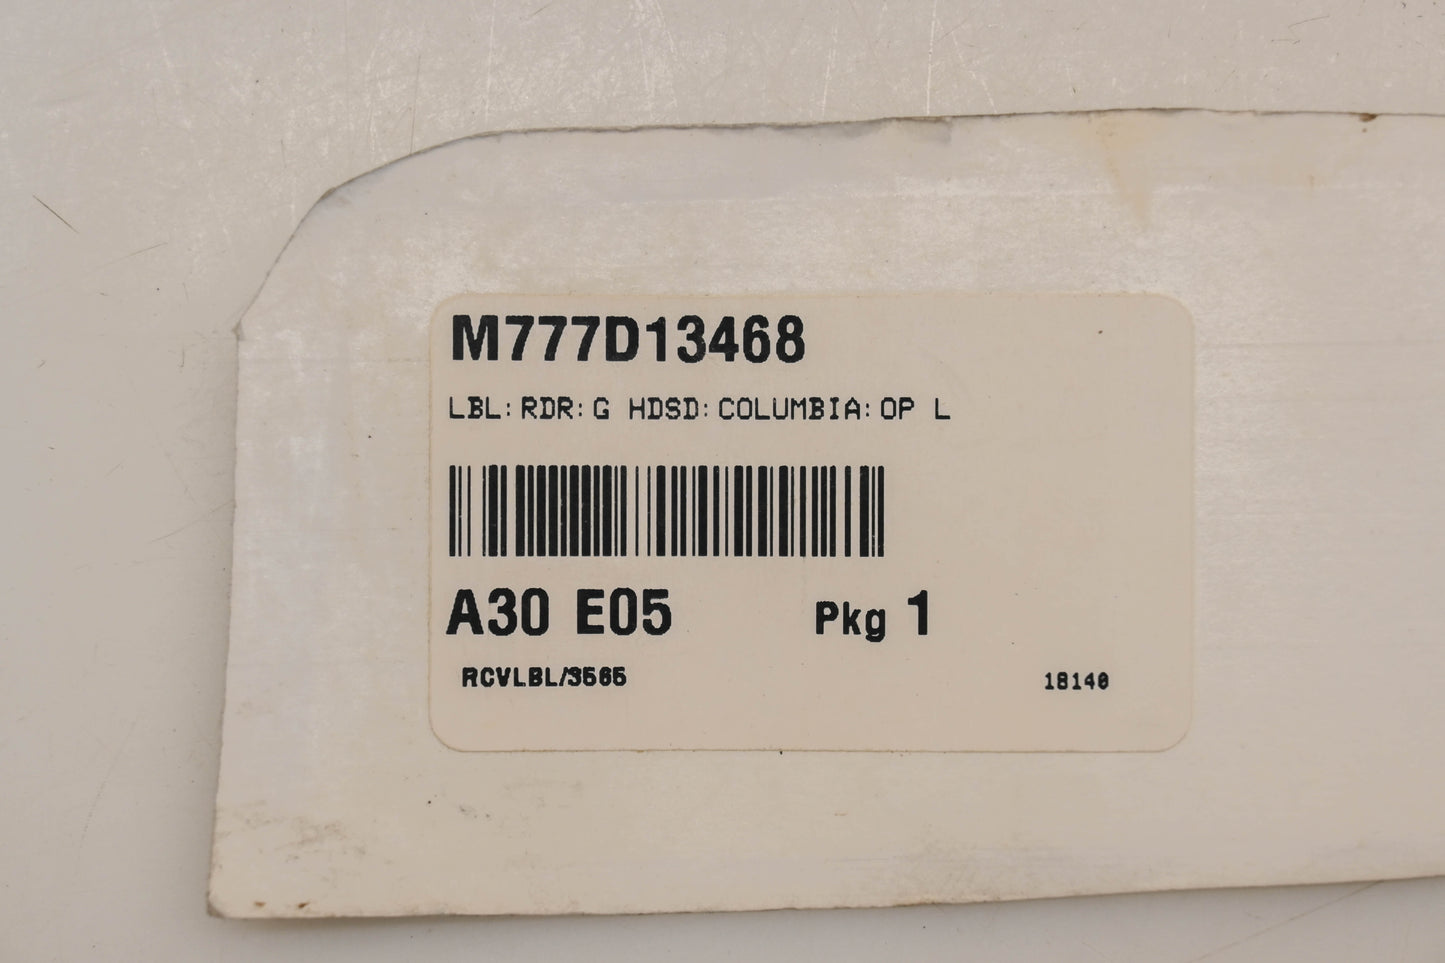 M777D13468
LBL:RDR:G HDSD:COLUMBIA:OP L
A30 E05 Pkg 1
RCVLBL/3565 18140